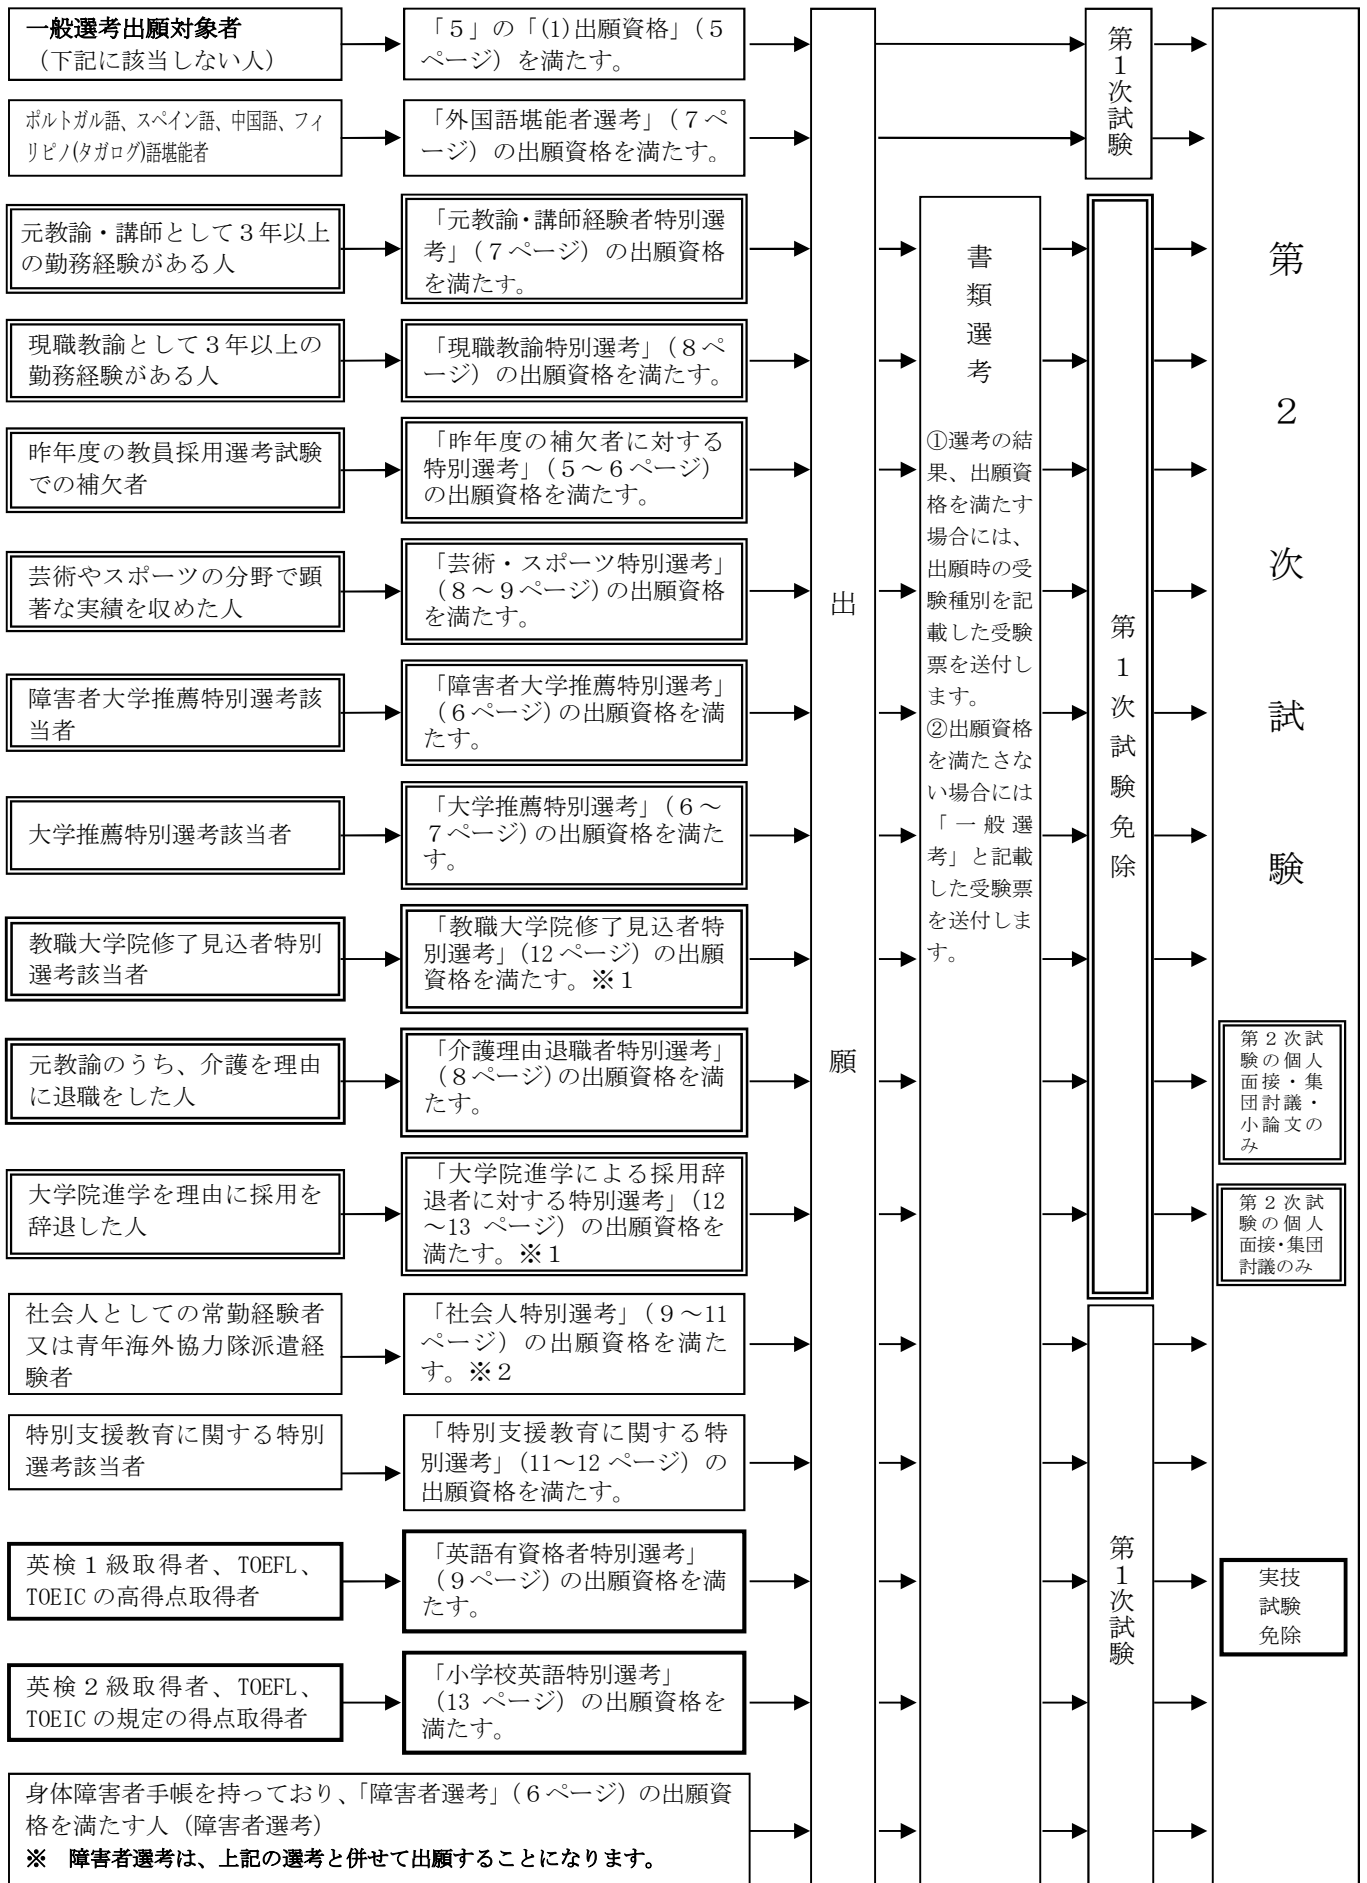 一般選考出願対象者
(下記に該当しない人)
「５」の「(1)出願資格」(５
ページ）を満たす。
ポルトガル語、スペイン語、中国語、フィ
リピノ(タガログ)語堪能者
「外国語堪能者選考」(７ペ
ージ）の出願資格を満たす。
元教諭・講師として３年以上
の勤務経験がある人
「元教諭・講師経験者特別選
考」(７ページ）の出願資格
を満たす。
現職教諭として３年以上の
勤務経験がある人
「現職教諭特別選考」(８ペ
ージ）の出願資格を満たす。
昨年度の教員採用選考試験
での補欠者
「昨年度の補欠者に対する
特別選考」(５～６ページ)
の出願資格を満たす。
芸術やスポーツの分野で顕
著な実績を収めた人
「芸術・スポーツ特別選考」
(８～９ページ)の出願資格
を満たす。
障害者大学推薦特別選考該
当者
「障害者大学推薦特別選考」
(６ページ)の出願資格を満
たす。
大学推薦特別選考該当者
「大学推薦特別選考」(６～
７ページ)の出願資格を満た
す。
教職大学院修了見込者特別
選考該当者
「教職大学院修了見込者特
別選考」(12 ページ）の出願
資格を満たす。※１
元教諭のうち、介護を理由
に退職をした人
「介護理由退職者特別選考」
(８ページ)の出願資格を満
たす。
大学院進学を理由に採用を
辞退した人
「大学院進学による採用辞
退者に対する特別選考」(12
～13 ページ）の出願資格を
満たす。※１
社会人としての常勤経験者
又は青年海外協力隊派遣経
験者
「社会人特別選考」(９～11
ページ）の出願資格を満た
す。※２
特別支援教育に関する特別
選考該当者
「特別支援教育に関する特
別選考」(11～12 ページ）の
出願資格を満たす。
英検１級取得者、TOEFL、
TOEIC の高得点取得者
「英語有資格者特別選考」
(９ページ)の出願資格を満
たす。
英検２級取得者、TOEFL、
TOEIC の規定の得点取得者
「小学校英語特別選考」
(13 ページ）の出願資格を
満たす。
身体障害者手帳を持っており、「障害者選考」(６ページ）の出願資
格を満たす人（障害者選考）
※　障害者選考は、上記の選考と併せて出願することになります。
出願
書類選考
①選考の結
果、出願資
格を満たす
場合には、
出願時の受
験種別を記
載した受験
票を送付し
ます。
②出願資格
を満たさな
い場合には
「一般選
考」と記載
した受験票
を送付しま
す。
第１次試験
第１次試験免除
第１次試験
第２次試験
第２次試
験の個人
面接・集
団討議・
小論文の
み
第２次試
験の個人
面接・集団
討議のみ
実技
試験
免除